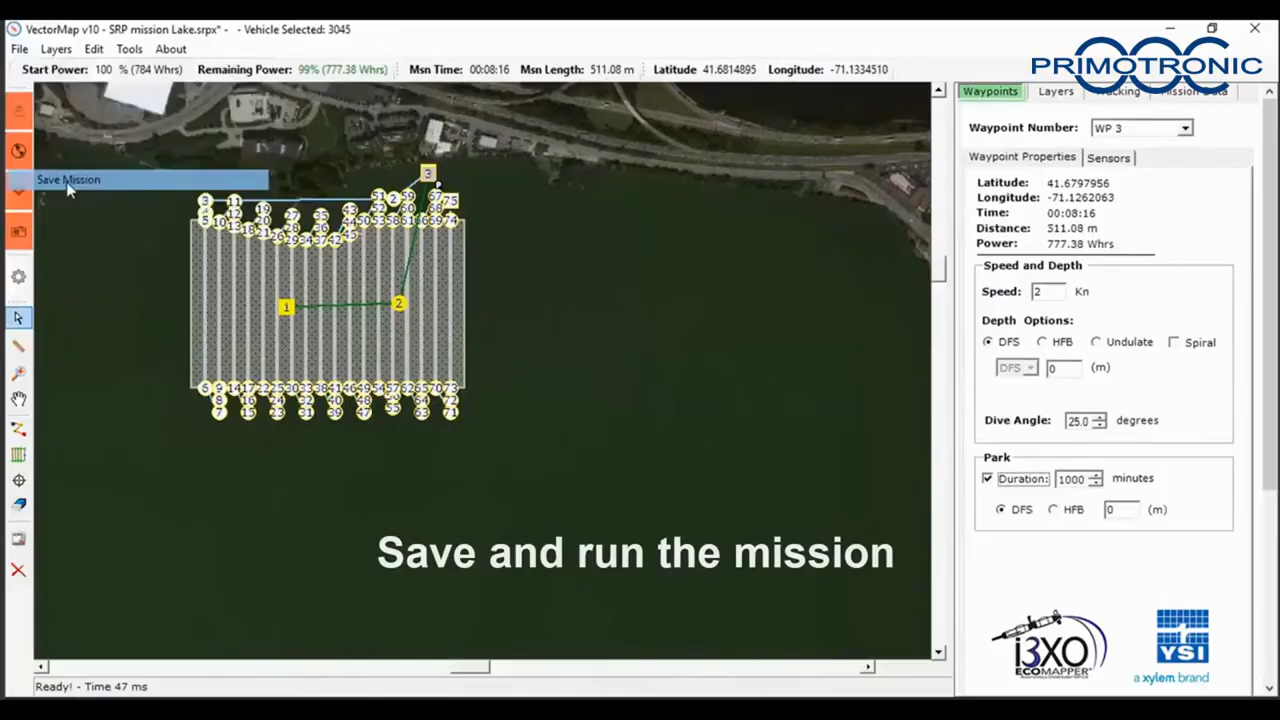 VectorMap v10 - SRP mission Lake.srpx* - Vehicle Selected: 3045
File Layers Edit Tools About
PRIMOTRONIC
Start Power: 100 % (784 Whrs) Remaining Power: 99% (777.38 Whrs) Msn Time: 00:08:16 Msn Length: 511.08 m Latitude 41.6814895 Longitude: -71.1334510
Waypoints Layers Tracking Mission Data
Waypoint Number: WP 3
Waypoint Properties Sensors
Save Mission
Latitude: 41.6797956
Longitude: -71.1263062
Time: 00:08:16
Distance: 511.08 m
Power: 777.38 Whrs
3
1
2
Speed and Depth
Speed: 2 Kn
Depth Options:
DFS HFB Undulate Spiral
DFS 0 (m)
Dive Angle: 25.0 degrees
Park
Duration: 1000 minutes
DFS HFB 0 (m)
Save and run the mission
i3XO
ECOMAPPER
YSI
a xylem brand
Ready! - Time 47 ms